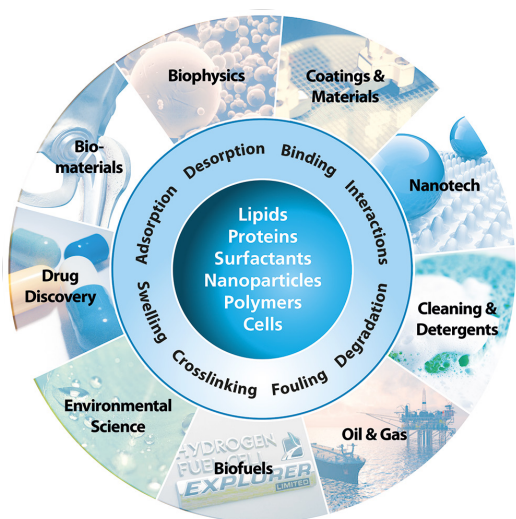 Biophysics
Coatings &
Materials
Nanotech
Cleaning &
Detergents
Oil & Gas
Biofuels
HYDROGEN
FUEL CELL
EXPLORER
LIMITED
Environmental
Science
Drug
Discovery
Bio-
materials
Adsorption
Desorption
Binding
Interactions
Degradation
Fouling
Crosslinking
Swelling
Lipids
Proteins
Surfactants
Nanoparticles
Polymers
Cells